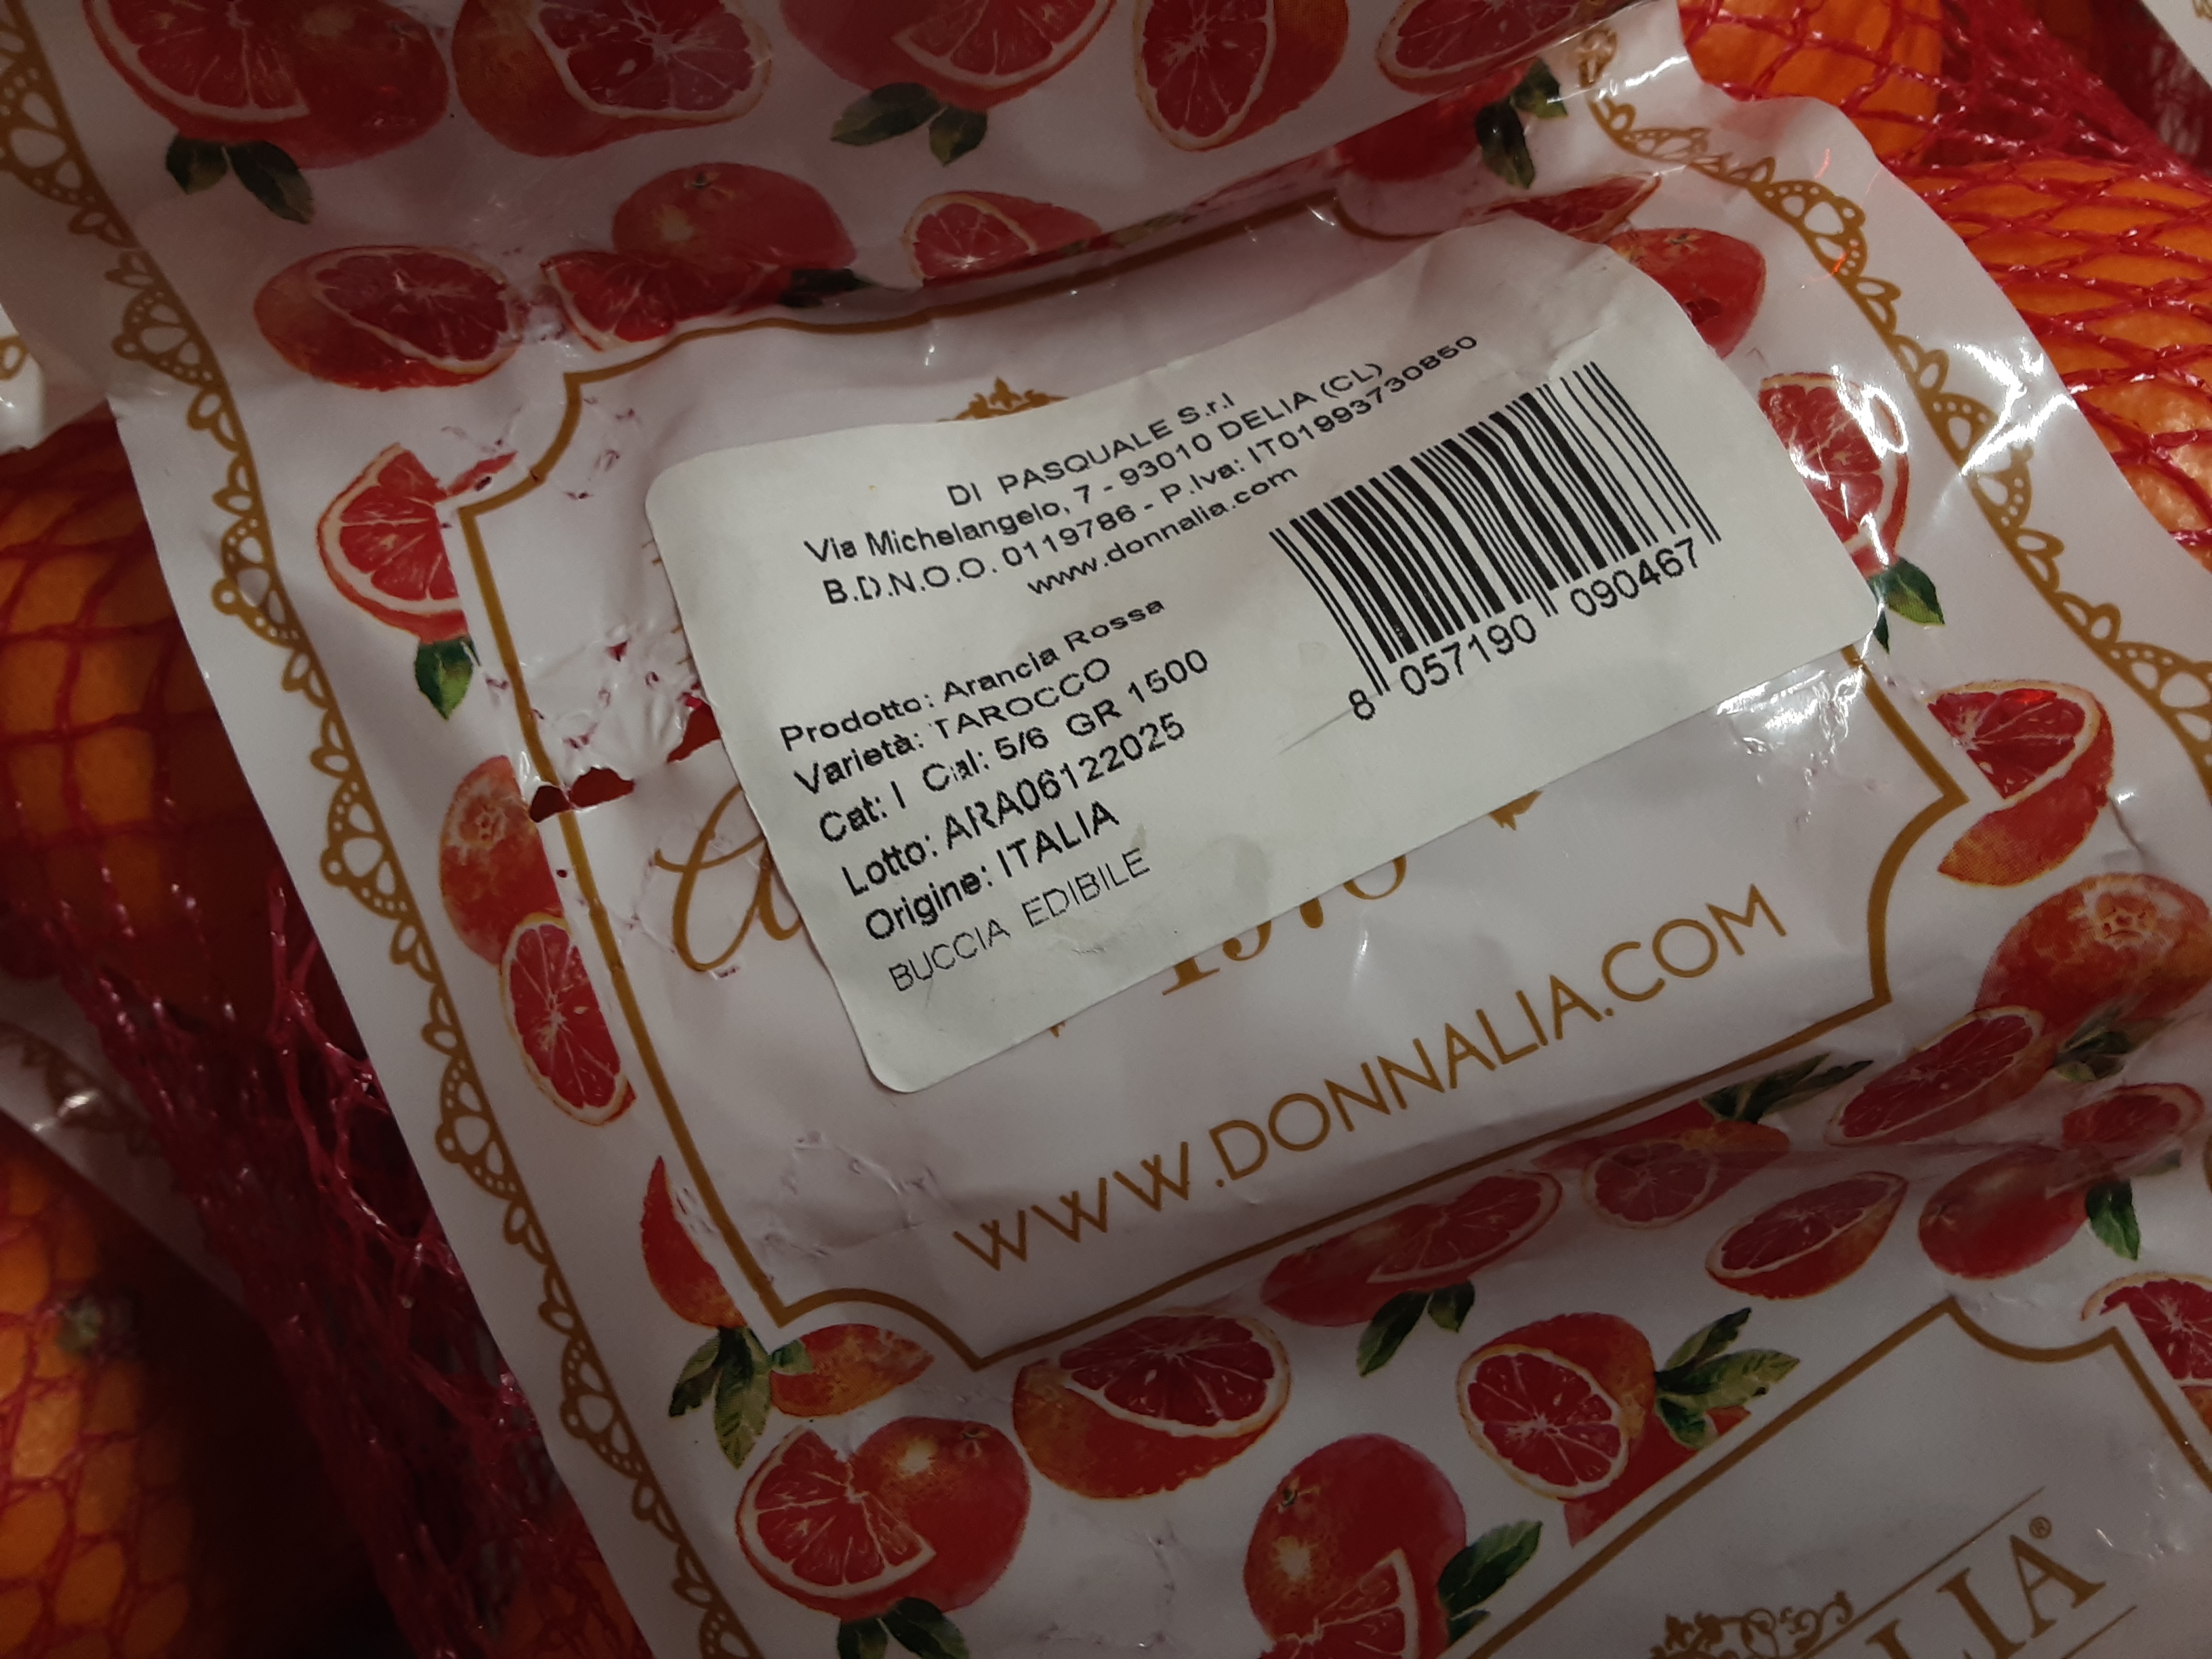 DI PASQUALE S.r.l
Via Michelangelo, 7 - 93010 DELIA (CL)
B.D.N.O.O. 0119786 - P.Iva: IT01993730850
www.donnalia.com
Prodotto: Arancia Rossa
Varietà: TAROCCO
Cat: I Cal: 5/6 GR 1500
Lotto: ARA06122025
Origine: ITALIA
BUCCIA EDIBILE
8 057190 090467
WWW.DONNALIA.COM
LIA®